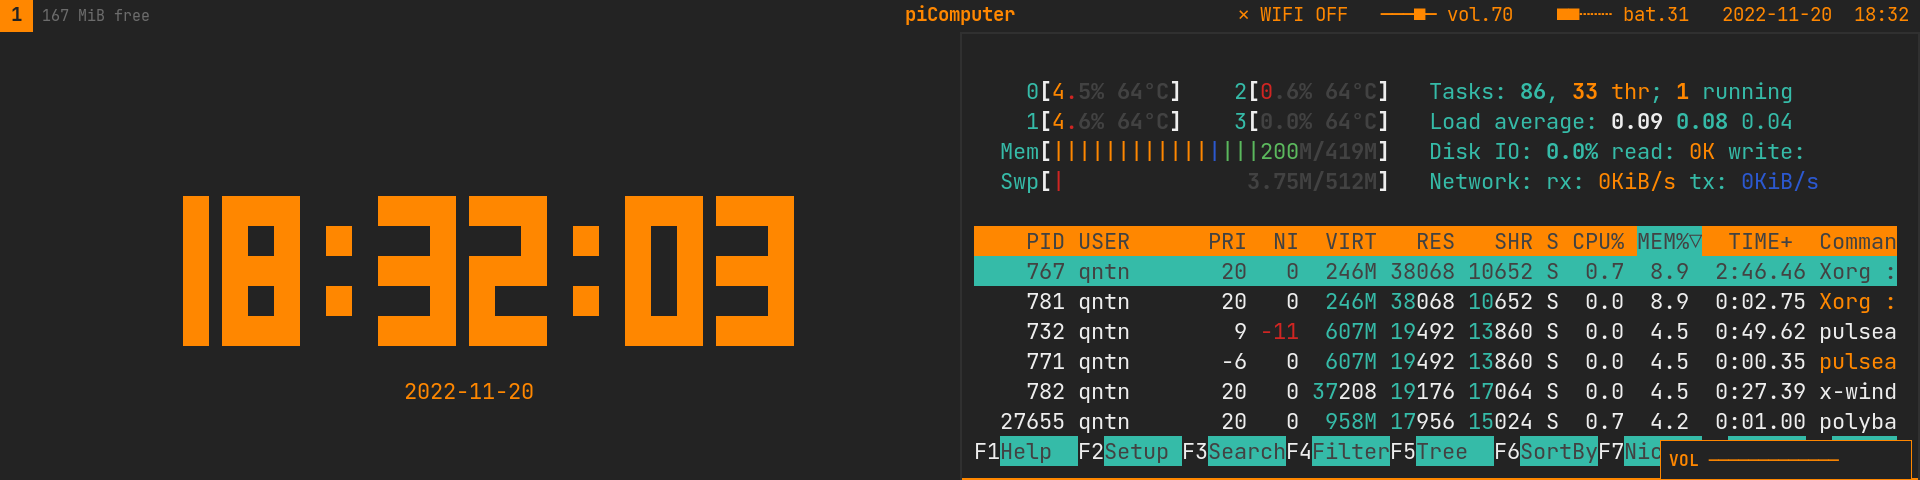 1 167 MiB free piComputer × WIFI OFF vol.70 bat.31 2022-11-20 18:32
18:32:03
2022-11-20
0[4.5% 64°C] 2[0.6% 64°C] Tasks: 86, 33 thr; 1 running
1[4.6% 64°C] 3[0.0% 64°C] Load average: 0.09 0.08 0.04
Mem[||||||||||||||||200M/419M] Disk IO: 0.0% read: 0K write:
Swp[| 3.75M/512M] Network: rx: 0KiB/s tx: 0KiB/s
PID USER PRI NI VIRT RES SHR S CPU% MEM%▽ TIME+ Comman
767 qntn 20 0 246M 38068 10652 S 0.7 8.9 2:46.46 Xorg :
781 qntn 20 0 246M 38068 10652 S 0.0 8.9 0:02.75 Xorg :
732 qntn 9 -11 607M 19492 13860 S 0.0 4.5 0:49.62 pulsea
771 qntn -6 0 607M 19492 13860 S 0.0 4.5 0:00.35 pulsea
782 qntn 20 0 37208 19176 17064 S 0.0 4.5 0:27.39 x-wind
27655 qntn 20 0 958M 17956 15024 S 0.7 4.2 0:01.00 polyba
F1Help F2Setup F3SearchF4FilterF5Tree F6SortByF7Nic
VOL